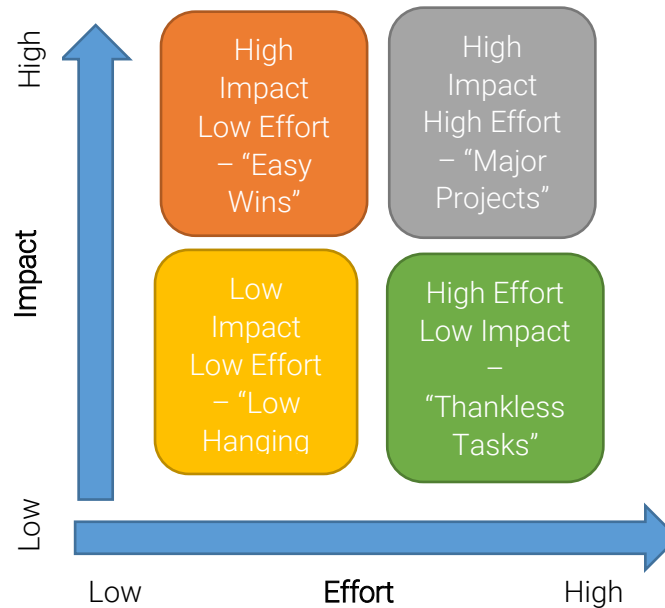 High
High
Impact
Low Effort
– “Easy
Wins”
High
Impact
High Effort
– “Major
Projects”
Impact
Low
Impact
Low Effort
– “Low
Hanging
High Effort
Low Impact
–
“Thankless
Tasks”
Low
Low
Effort
High